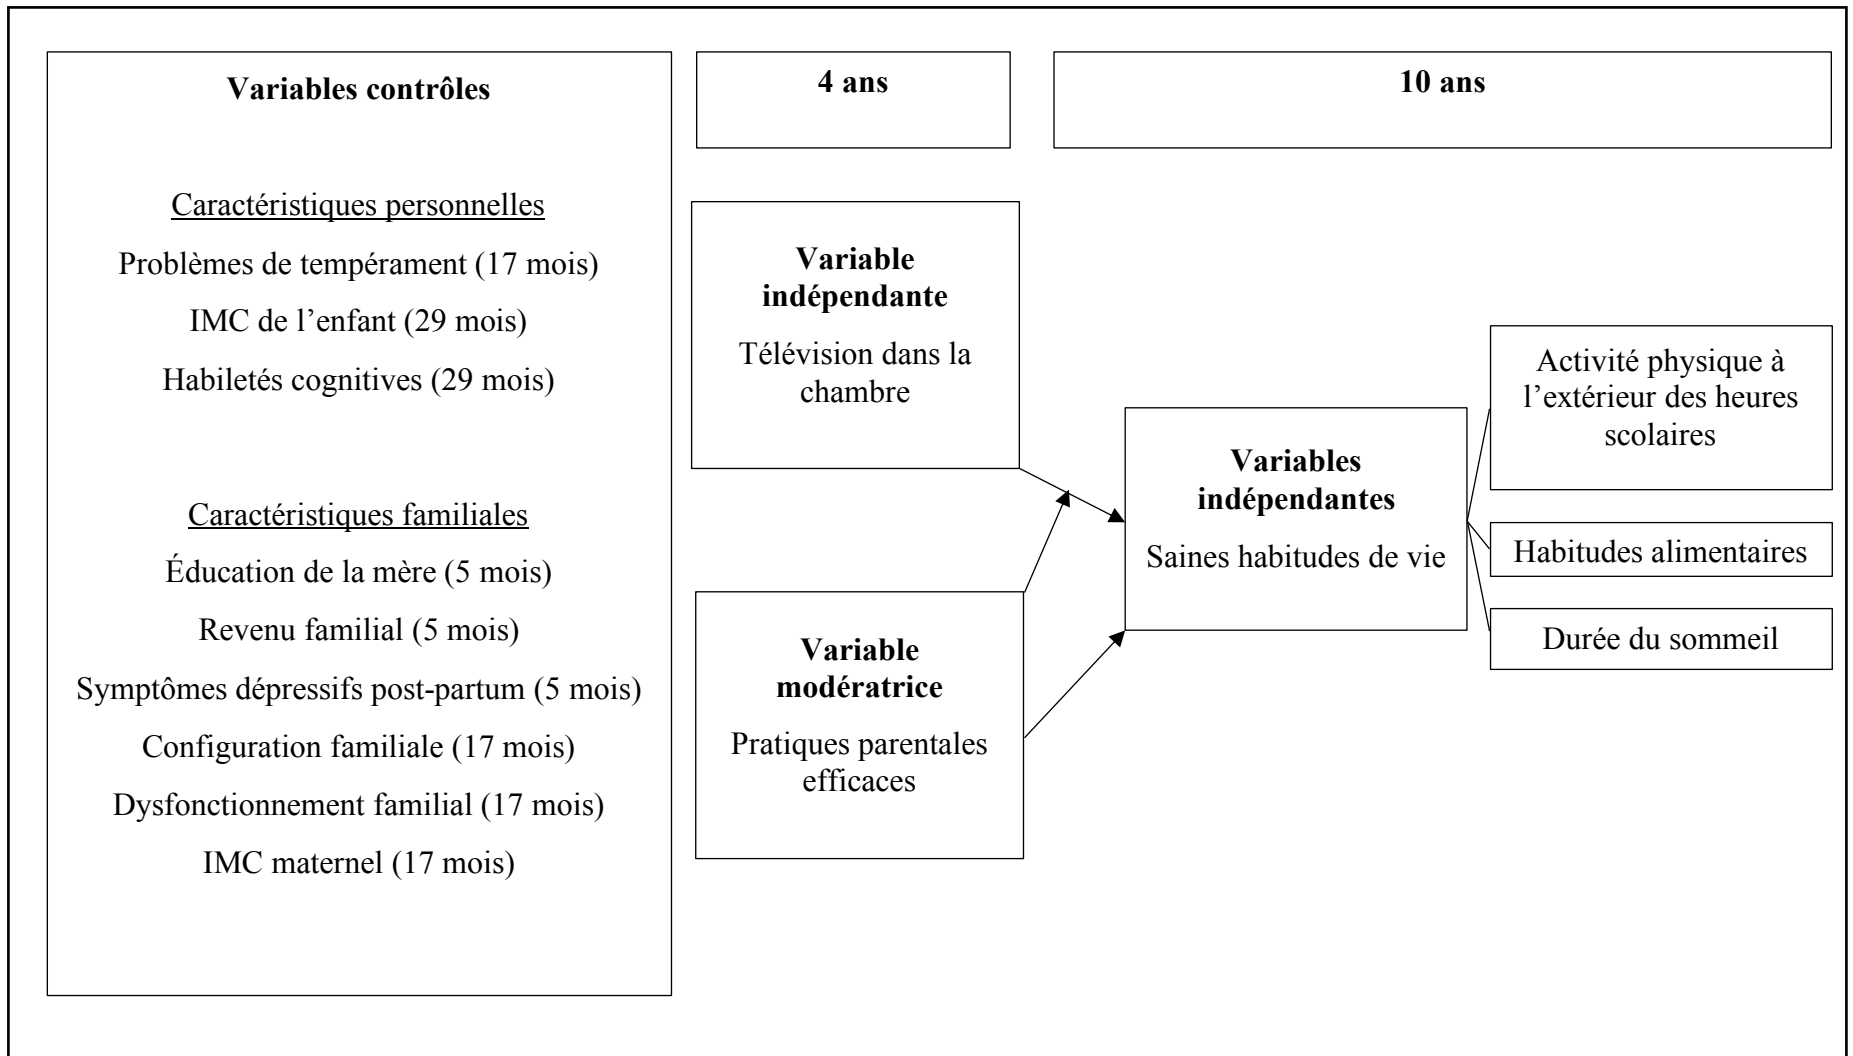 Variables contrôles
Caractéristiques personnelles
Problèmes de tempérament (17 mois)
IMC de l’enfant (29 mois)
Habiletés cognitives (29 mois)
Caractéristiques familiales
Éducation de la mère (5 mois)
Revenu familial (5 mois)
Symptômes dépressifs post-partum (5 mois)
Configuration familiale (17 mois)
Dysfonctionnement familial (17 mois)
IMC maternel (17 mois)
4 ans
Variable
indépendante
Télévision dans la
chambre
Variable
modératrice
Pratiques parentales
efficaces
10 ans
Variables
indépendantes
Saines habitudes de vie
Activité physique à
l’extérieur des heures
scolaires
Habitudes alimentaires
Durée du sommeil